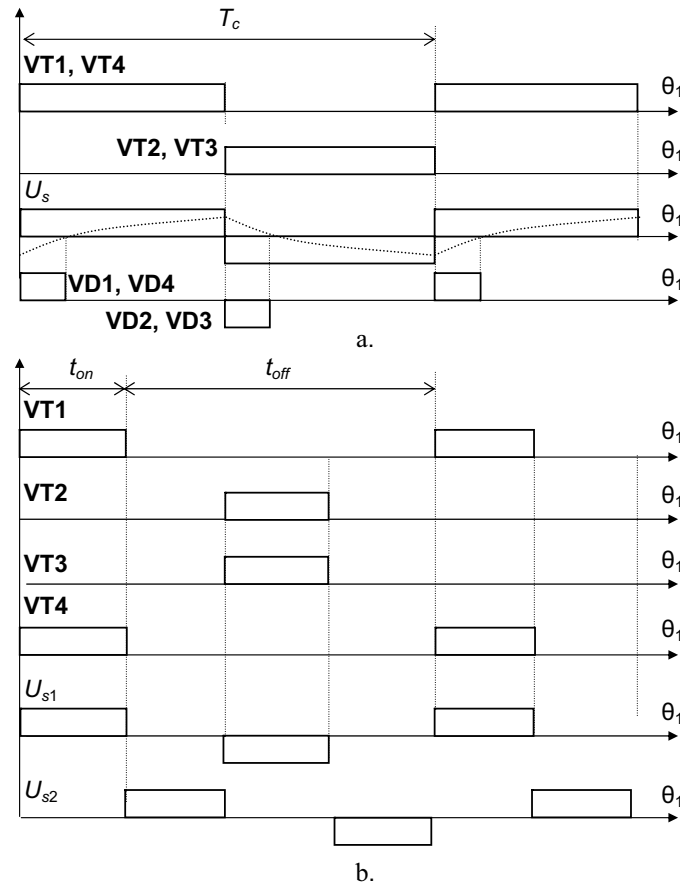 Tc
VT1, VT4
θ1
VT2, VT3
θ1
Us
θ1
VD1, VD4
θ1
VD2, VD3
a.
ton
toff
VT1
θ1
VT2
θ1
VT3
θ1
VT4
θ1
Us1
θ1
Us2
θ1
b.